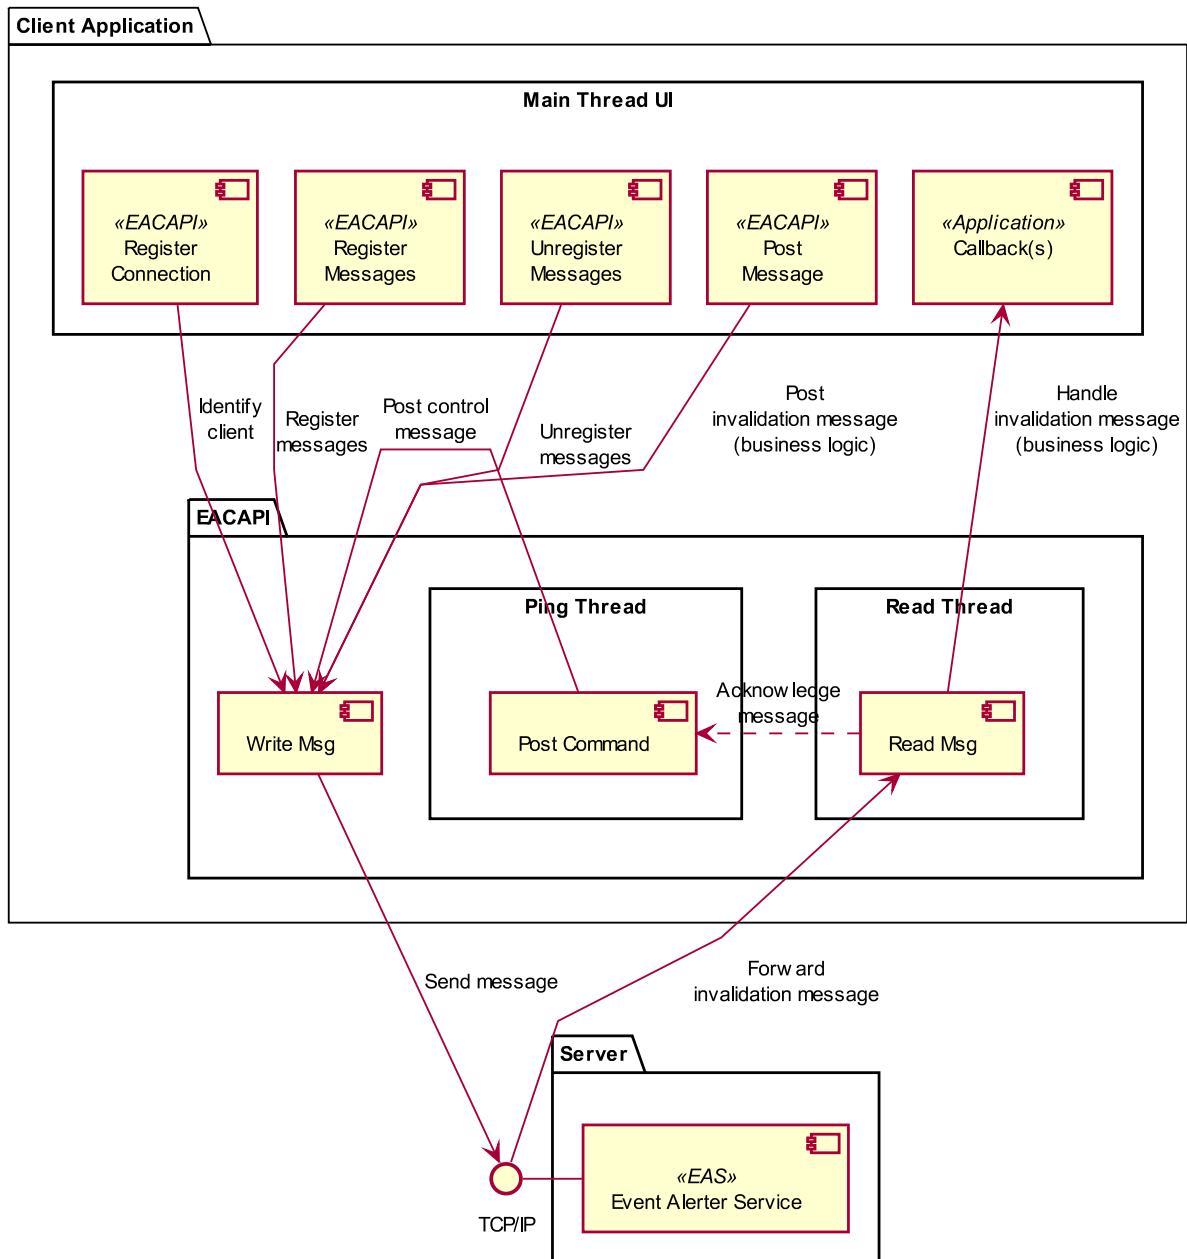 Client Application
Main Thread UI
«EACAPI»
Register
Connection
«EACAPI»
Register
Messages
«EACAPI»
Unregister
Messages
«EACAPI»
Post
Message
«Application»
Callback(s)
Identify
client
Register
messages
Post control
message
Unregister
messages
Post
invalidation message
(business logic)
Handle
invalidation message
(business logic)
EACAPI
Ping Thread
Read Thread
Write Msg
Post Command
Acknowledge
message
Read Msg
Send message
Forward
invalidation message
Server
«EAS»
Event Alerter Service
TCP/IP